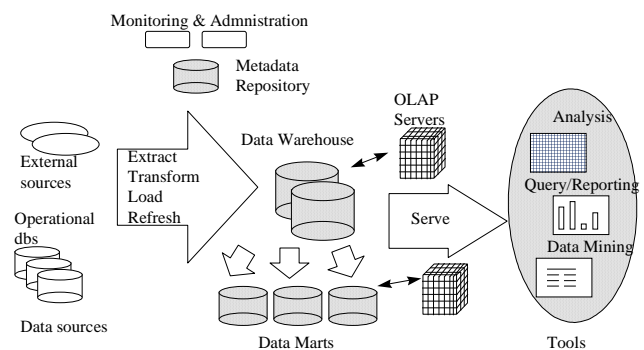 Monitoring & Admnistration
Metadata
Repository
OLAP
Servers
Data Warehouse
External
sources
Extract
Transform
Load
Refresh
Operational
dbs
Data sources
Serve
Data Marts
Analysis
Query/Reporting
Data Mining
Tools